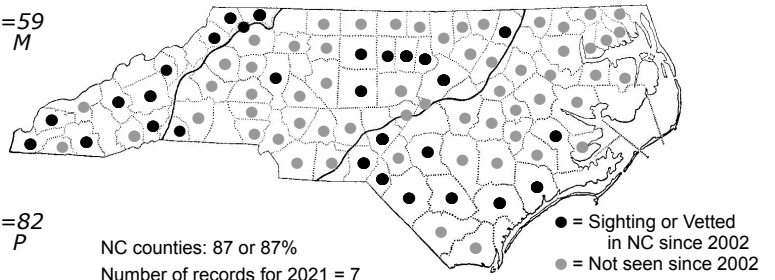 =59
M
=82
P
NC counties: 87 or 87%
Number of records for 2021 = 7
● = Sighting or Vetted
in NC since 2002
● = Not seen since 2002